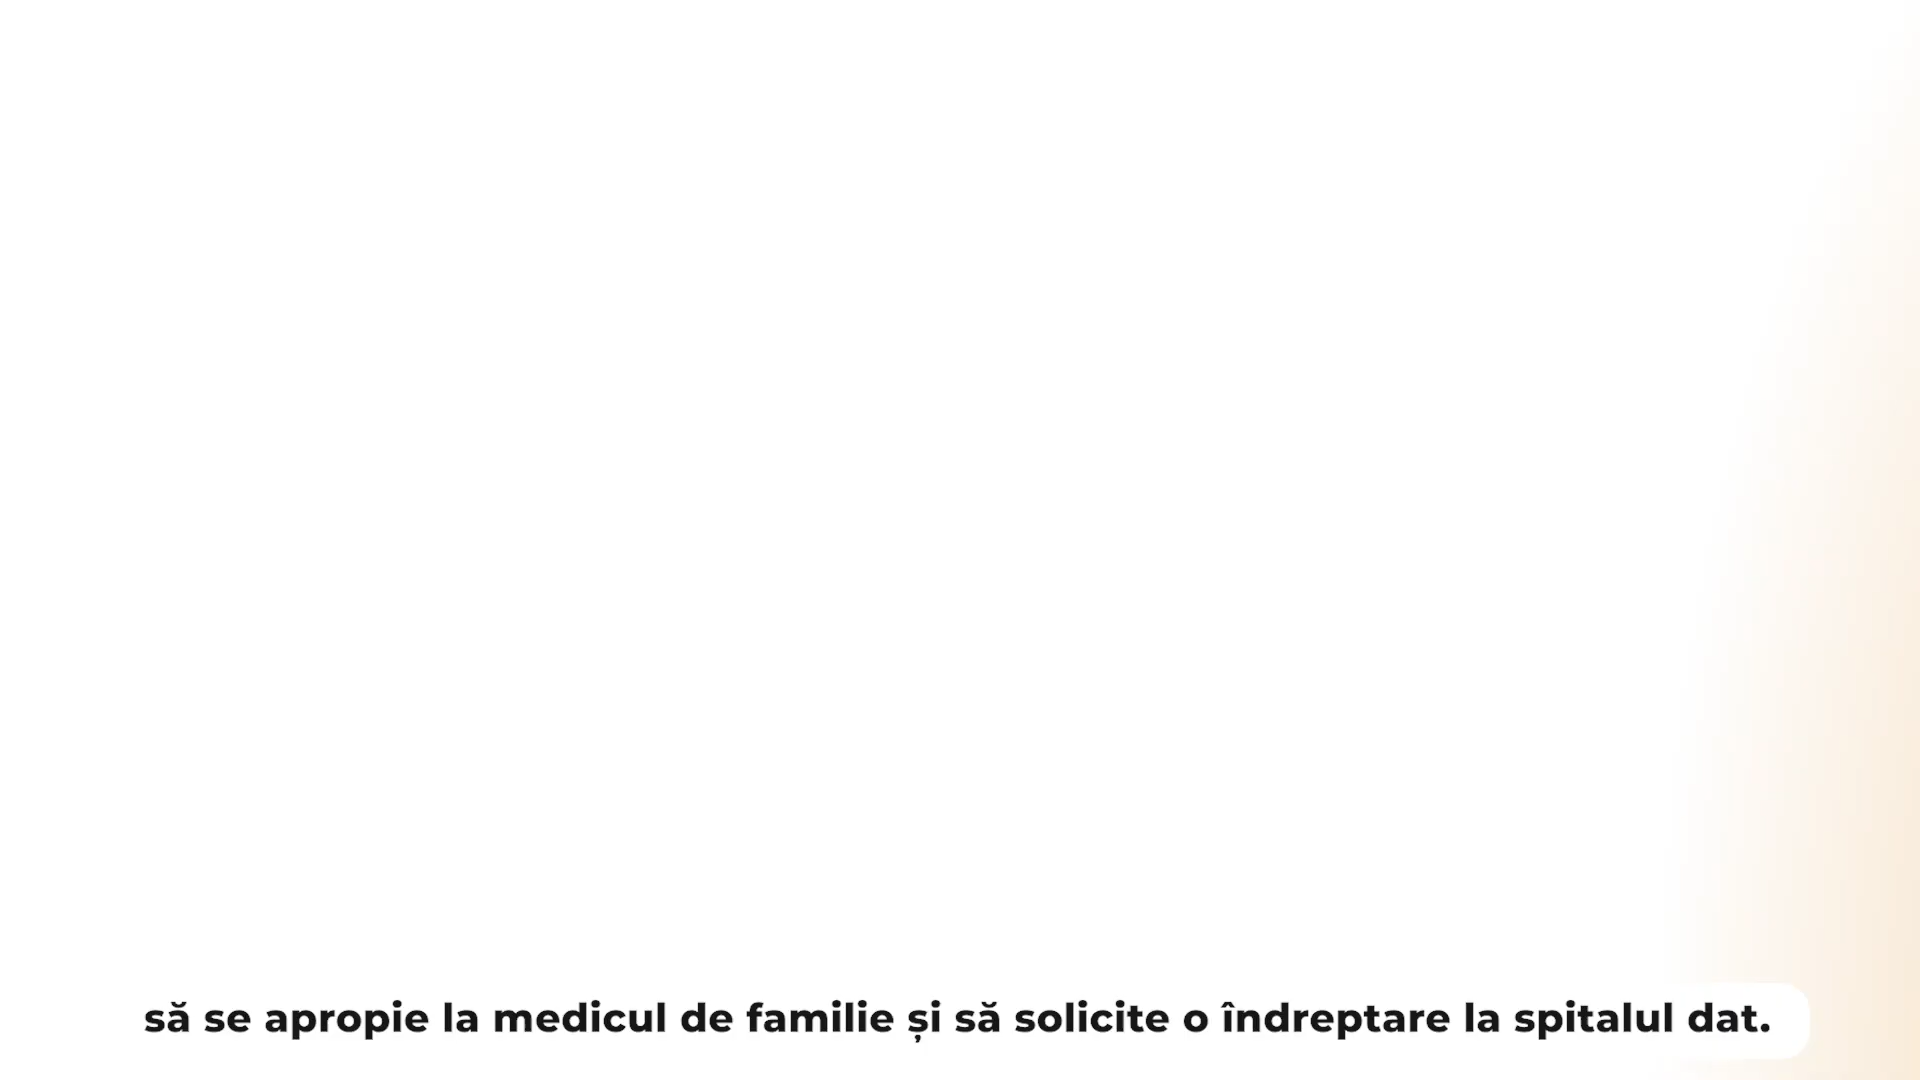 să se apropie la medicul de familie și să solicite o îndreptare la spitalul dat.